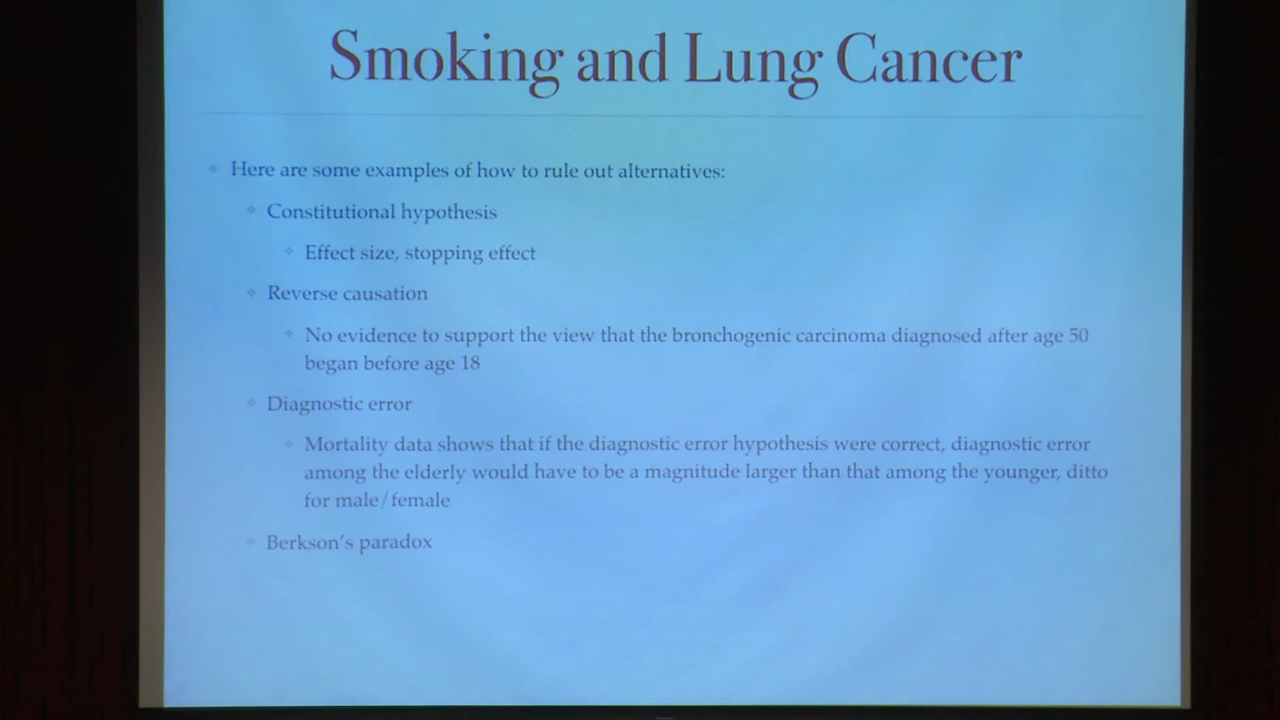 Smoking and Lung Cancer
Here are some examples of how to rule out alternatives:
Constitutional hypothesis
Effect size, stopping effect
Reverse causation
No evidence to support the view that the bronchogenic carcinoma diagnosed after age 50
began before age 18
Diagnostic error
Mortality data shows that if the diagnostic error hypothesis were correct, diagnostic error
among the elderly would have to be a magnitude larger than that among the younger, ditto
for male/female
Berkson's paradox